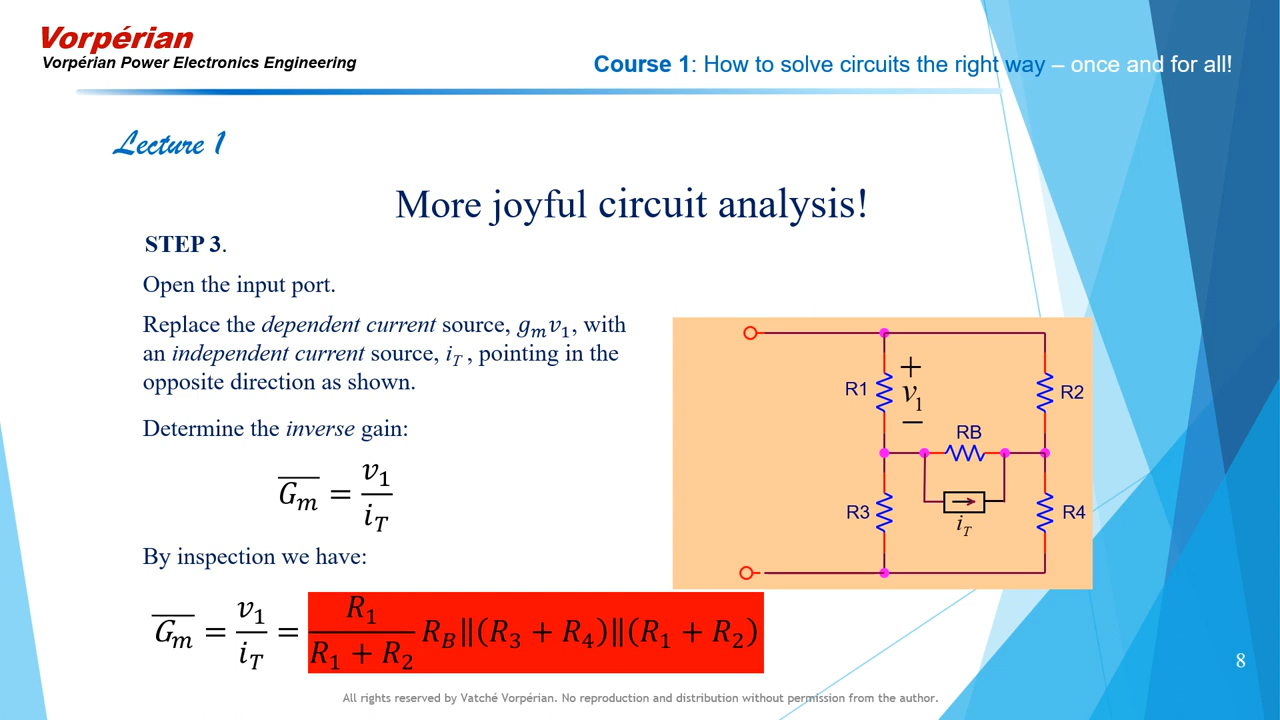 Vorpérian
Vorpérian Power Electronics Engineering
Course 1: How to solve circuits the right way – once and for all!
Lecture 1
More joyful circuit analysis!
STEP 3.
Open the input port.
Replace the dependent current source, gₘv₁, with
an independent current source, i_T , pointing in the
opposite direction as shown.
Determine the inverse gain:
\overline{G_m} = \frac{v_1}{i_T}
By inspection we have:
\overline{G_m} = \frac{v_1}{i_T} = \frac{R_1}{R_1 + R_2} R_B‖(R_3 + R_4)‖(R_1 + R_2)
R1
+
v₁
−
R2
RB
R3
i_T
R4
8
All rights reserved by Vatché Vorpérian. No reproduction and distribution without permission from the author.